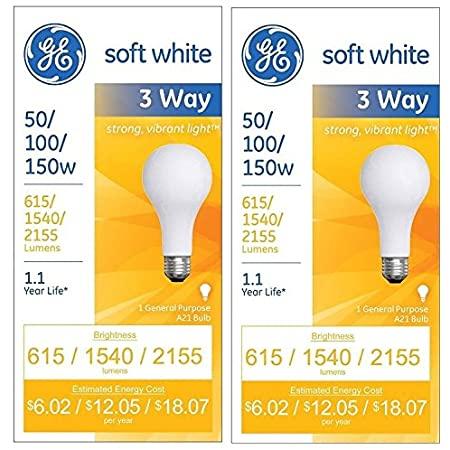 GE
soft white
3 Way
strong, vibrant light™
50/
100/
150w
615/
1540/
2155
Lumens
1.1
Year Life*
1 General Purpose
A21 Bulb
Brightness
615 / 1540 / 2155
lumens
Estimated Energy Cost
$6.02 / $12.05 / $18.07
per year
GE
soft white
3 Way
strong, vibrant light™
50/
100/
150w
615/
1540/
2155
Lumens
1.1
Year Life*
1 General Purpose
A21 Bulb
Brightness
615 / 1540 / 2155
lumens
Estimated Energy Cost
$6.02 / $12.05 / $18.07
per year